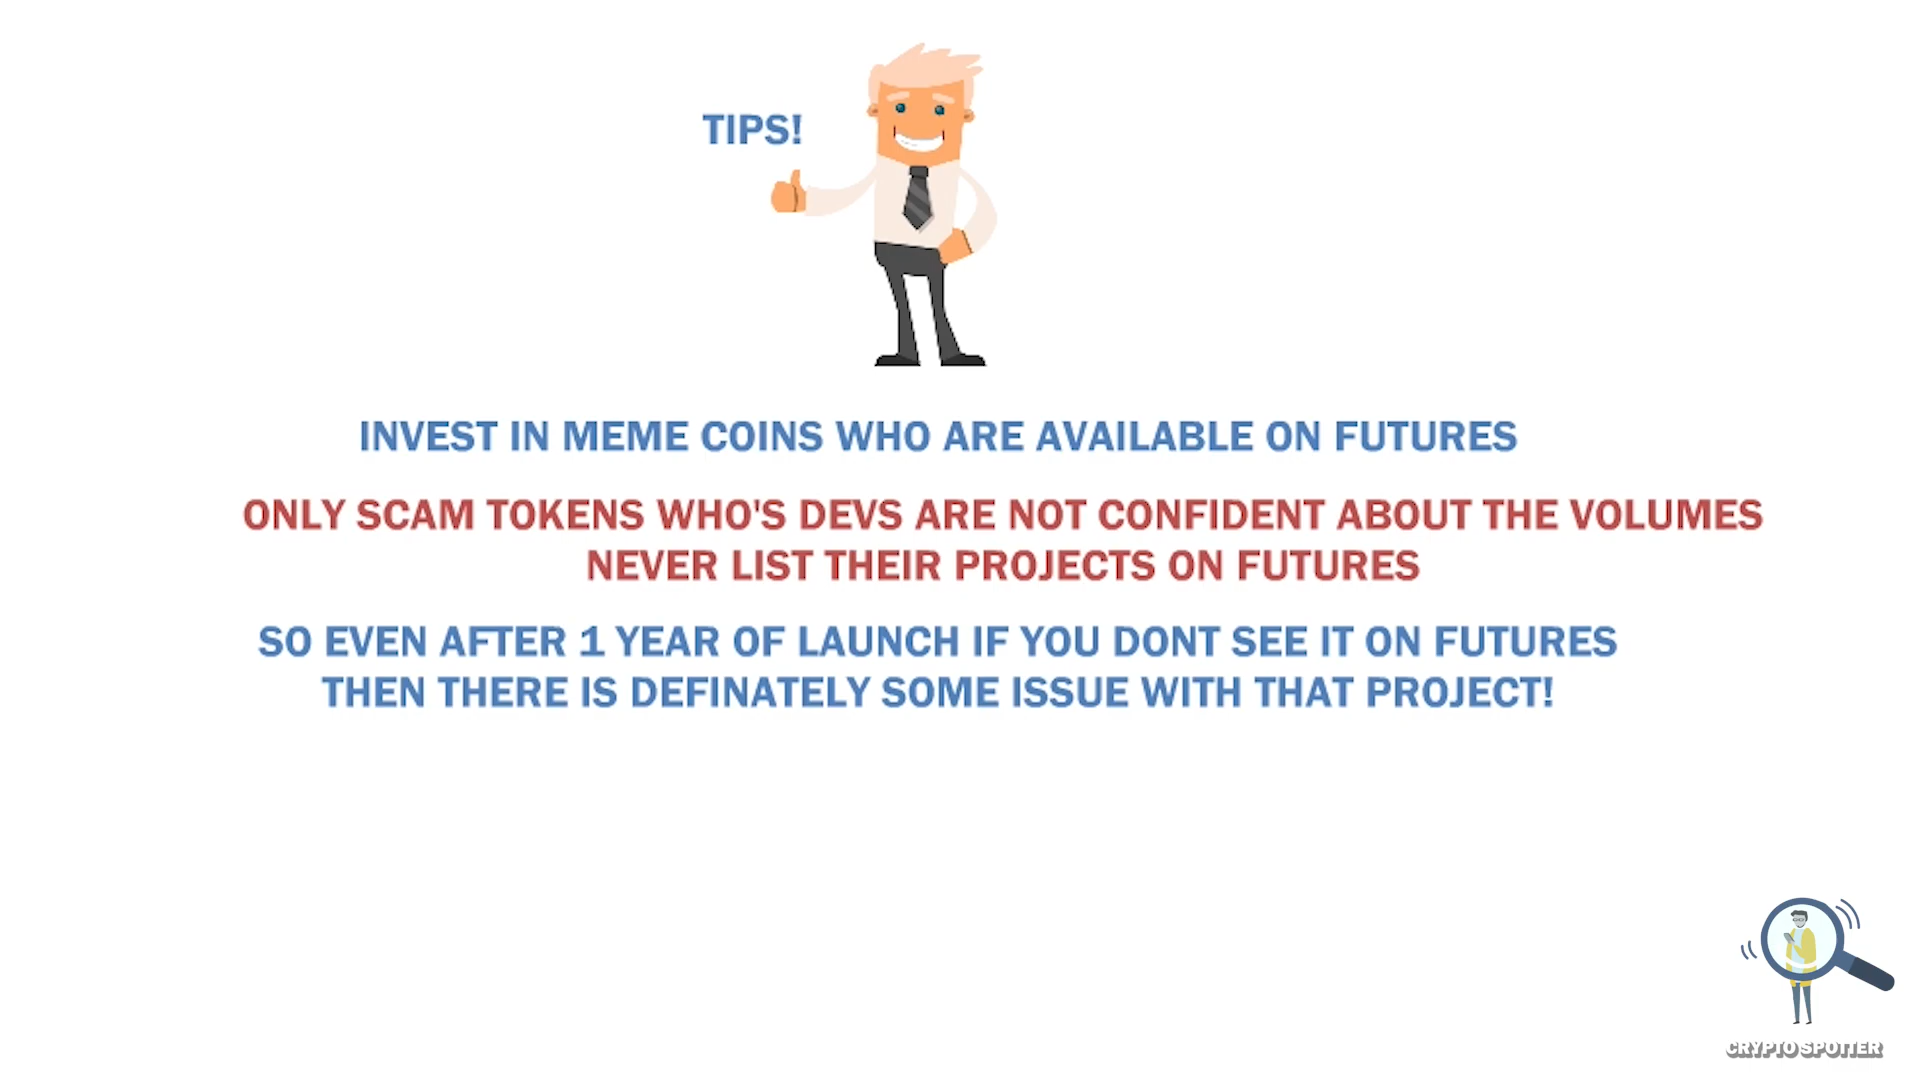 TIPS!
INVEST IN MEME COINS WHO ARE AVAILABLE ON FUTURES
ONLY SCAM TOKENS WHO'S DEVS ARE NOT CONFIDENT ABOUT THE VOLUMES
NEVER LIST THEIR PROJECTS ON FUTURES
SO EVEN AFTER 1 YEAR OF LAUNCH IF YOU DONT SEE IT ON FUTURES
THEN THERE IS DEFINATELY SOME ISSUE WITH THAT PROJECT!
CRYPTO SPOTTER